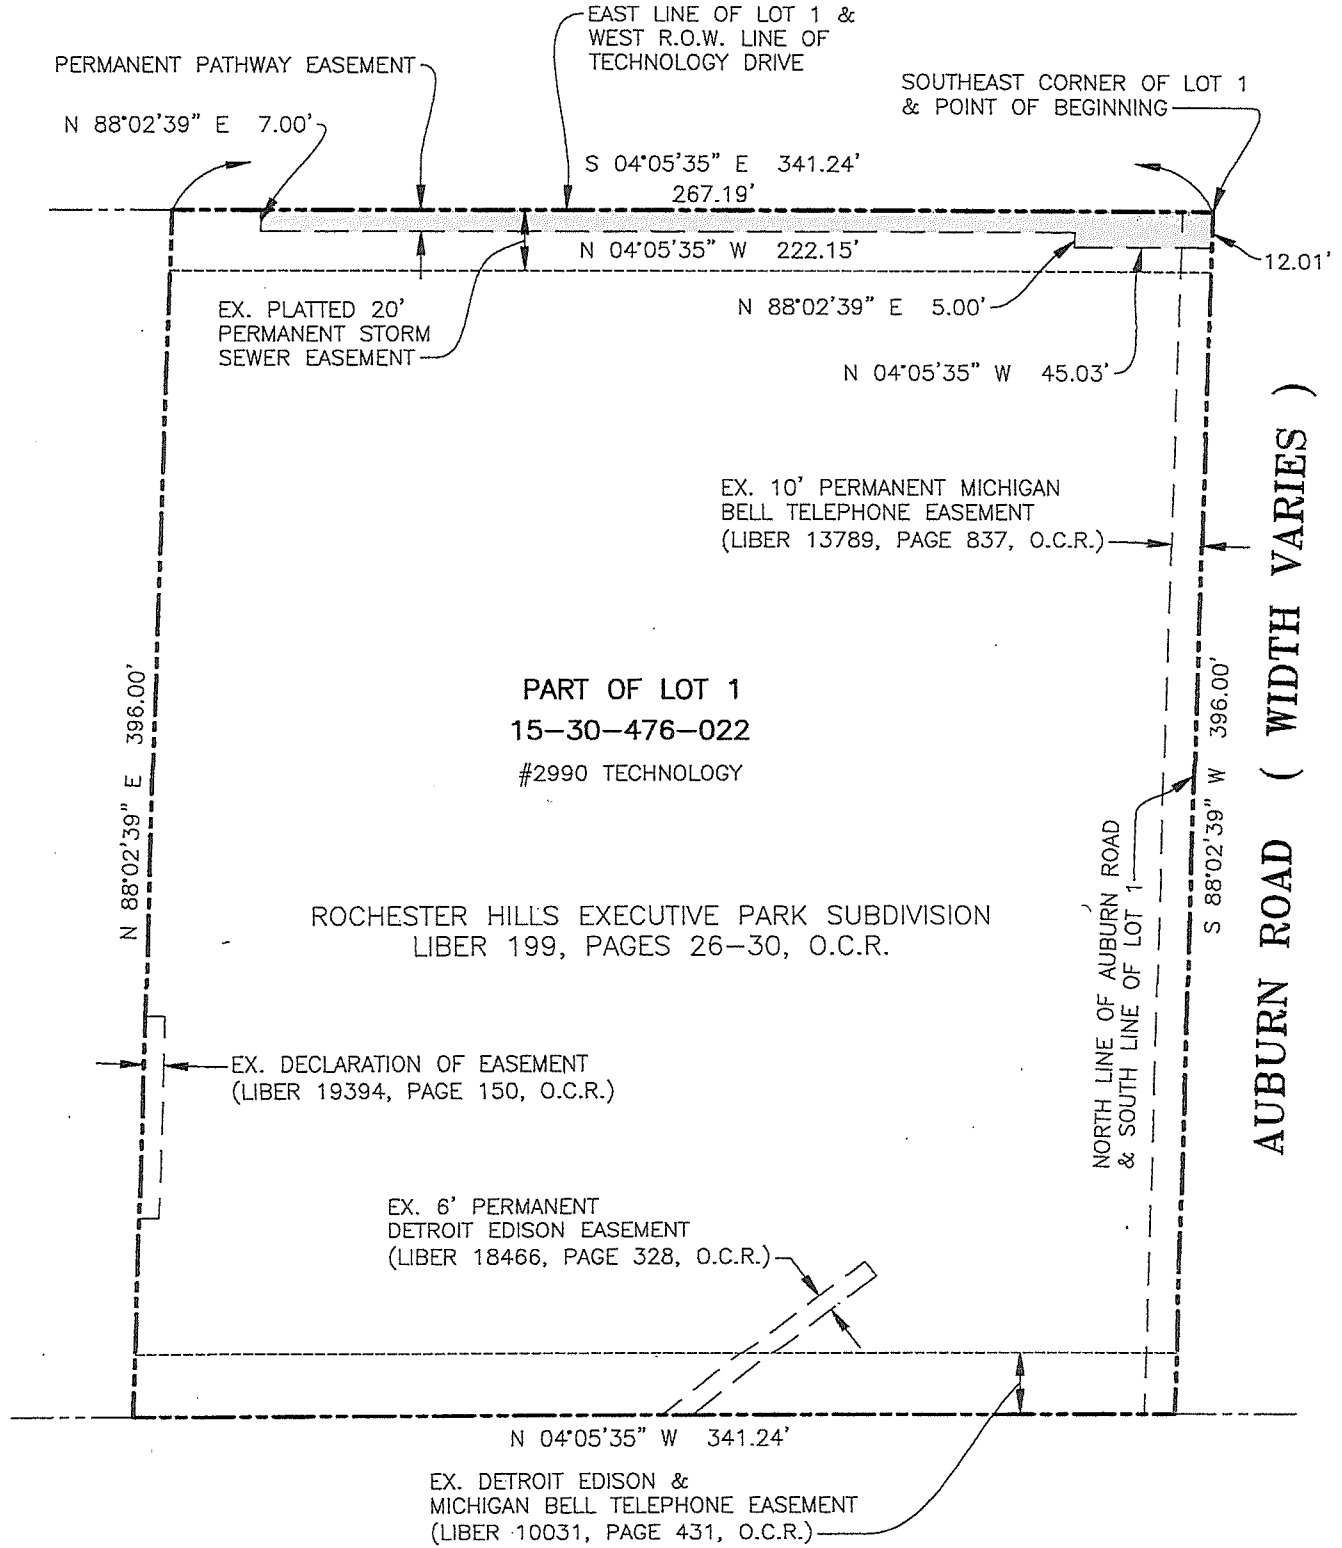 EAST LINE OF LOT 1 &
WEST R.O.W. LINE OF
TECHNOLOGY DRIVE
PERMANENT PATHWAY EASEMENT
SOUTHEAST CORNER OF LOT 1
& POINT OF BEGINNING
N 88°02'39" E 7.00'
S 04°05'35" E 341.24'
267.19'
N 04°05'35" W 222.15'
12.01'
EX. PLATTED 20'
PERMANENT STORM
SEWER EASEMENT
N 88°02'39" E 5.00'
N 04°05'35" W 45.03'
EX. 10' PERMANENT MICHIGAN
BELL TELEPHONE EASEMENT
(LIBER 13789, PAGE 837, O.C.R.)
AUBURN ROAD ( WIDTH VARIES )
N 88°02'39" E 396.00'
PART OF LOT 1
15-30-476-022
#2990 TECHNOLOGY
S 88°02'39" W 396.00'
NORTH LINE OF AUBURN ROAD
& SOUTH LINE OF LOT 1
ROCHESTER HILLS EXECUTIVE PARK SUBDIVISION
LIBER 199, PAGES 26-30, O.C.R.
EX. DECLARATION OF EASEMENT
(LIBER 19394, PAGE 150, O.C.R.)
EX. 6' PERMANENT
DETROIT EDISON EASEMENT
(LIBER 18466, PAGE 328, O.C.R.)
N 04°05'35" W 341.24'
EX. DETROIT EDISON &
MICHIGAN BELL TELEPHONE EASEMENT
(LIBER 10031, PAGE 431, O.C.R.)